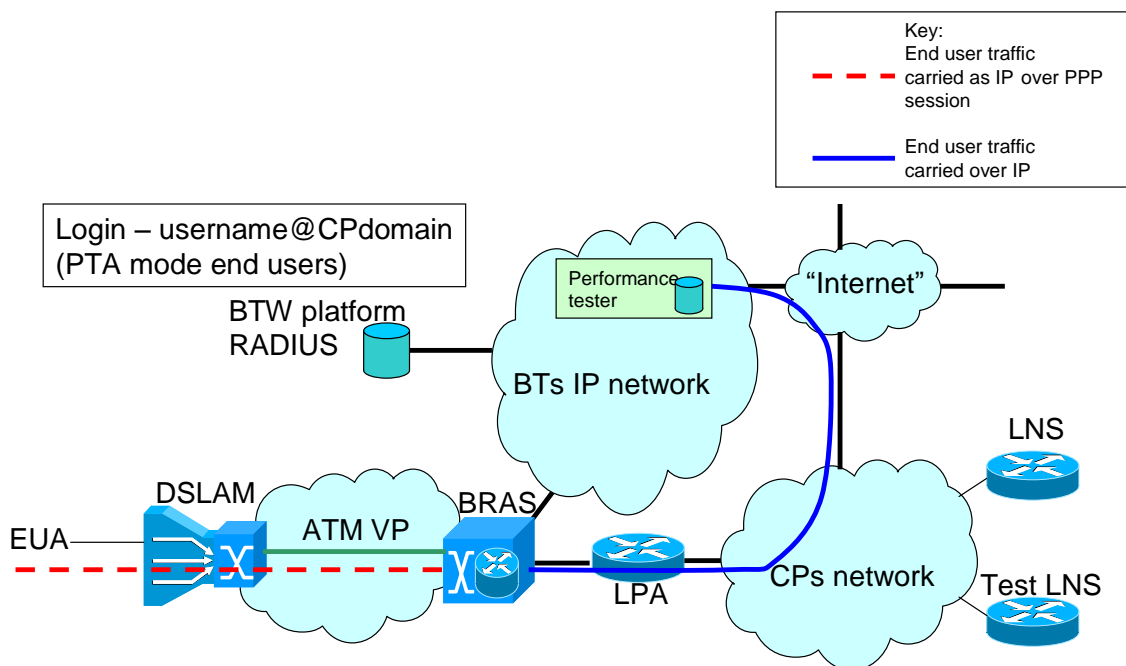 Key:
End user traffic
carried as IP over PPP
session
End user traffic
carried over IP
Login – username@CPdomain
(PTA mode end users)
Performance
tester
"Internet"
BTW platform
RADIUS
BTs IP network
LNS
DSLAM
BRAS
EUA
ATM VP
LPA
CPs network
Test LNS